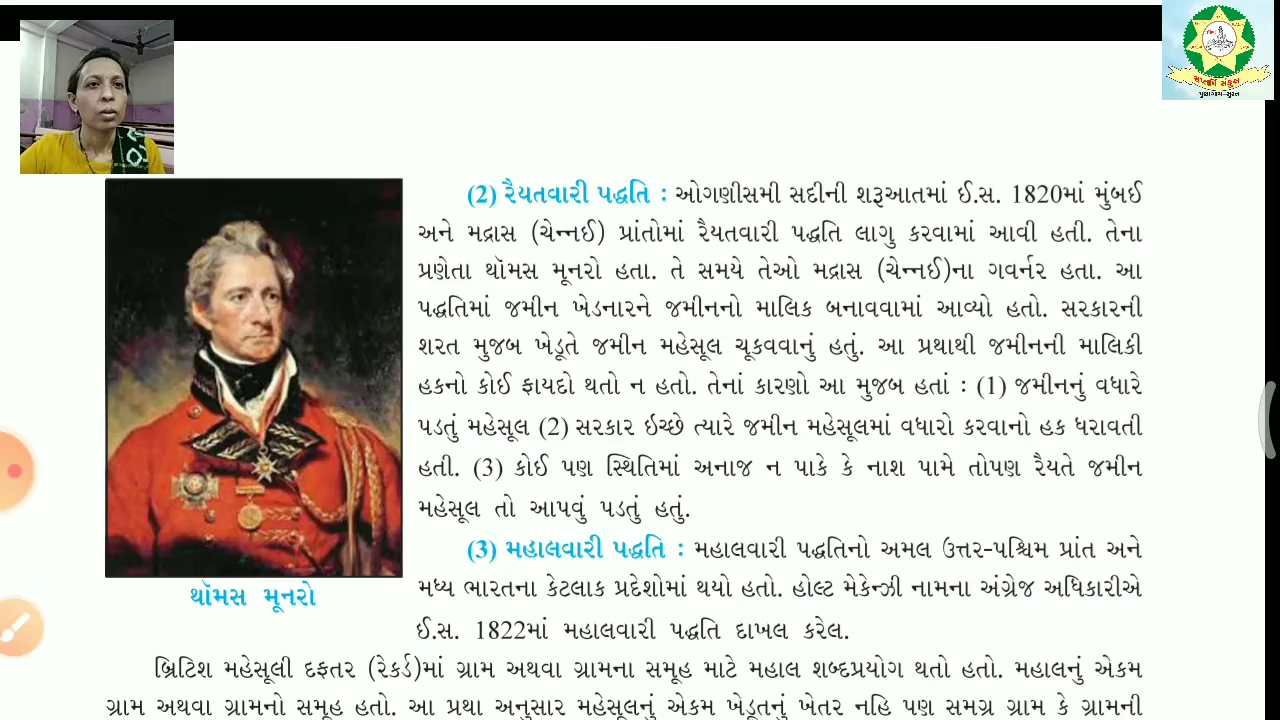 સપ્તર્ષી સંકુલ
પુણાગામ-સુરત
(2) રૈયતવારી પદ્ધતિ : ઓગણીસમી સદીની શરૂઆતમાં ઈ.સ. 1820માં મુંબઈ
અને મદ્રાસ (ચેન્નઈ) પ્રાંતોમાં રૈયતવારી પદ્ધતિ લાગુ કરવામાં આવી હતી. તેના
પ્રણેતા થૉમસ મૂનરો હતા. તે સમયે તેઓ મદ્રાસ (ચેન્નઈ)ના ગવર્નર હતા. આ
પદ્ધતિમાં જમીન ખેડનારને જમીનનો માલિક બનાવવામાં આવ્યો હતો. સરકારની
શરત મુજબ ખેડૂતે જમીન મહેસૂલ ચૂકવવાનું હતું. આ પ્રથાથી જમીનની માલિકી
હકનો કોઈ ફાયદો થતો ન હતો. તેનાં કારણો આ મુજબ હતાં : (1) જમીનનું વધારે
પડતું મહેસૂલ (2) સરકાર ઇચ્છે ત્યારે જમીન મહેસૂલમાં વધારો કરવાનો હક ધરાવતી
હતી. (3) કોઈ પણ સ્થિતિમાં અનાજ ન પાકે કે નાશ પામે તોપણ રૈયતે જમીન
મહેસૂલ તો આપવું પડતું હતું.
થૉમસ મૂનરો
(3) મહાલવારી પદ્ધતિ : મહાલવારી પદ્ધતિનો અમલ ઉત્તર-પશ્ચિમ પ્રાંત અને
મધ્ય ભારતના કેટલાક પ્રદેશોમાં થયો હતો. હોલ્ટ મેકેન્ઝી નામના અંગ્રેજ અધિકારીએ
ઈ.સ. 1822માં મહાલવારી પદ્ધતિ દાખલ કરેલ.
બ્રિટિશ મહેસૂલી દફતર (રેકર્ડ)માં ગ્રામ અથવા ગ્રામના સમૂહ માટે મહાલ શબ્દપ્રયોગ થતો હતો. મહાલનું એકમ
ગ્રામ અથવા ગ્રામનો સમૂહ હતો. આ પ્રથા અનુસાર મહેસૂલનું એકમ ખેડૂતનું ખેતર નહિ પણ સમગ્ર ગ્રામ કે ગ્રામની